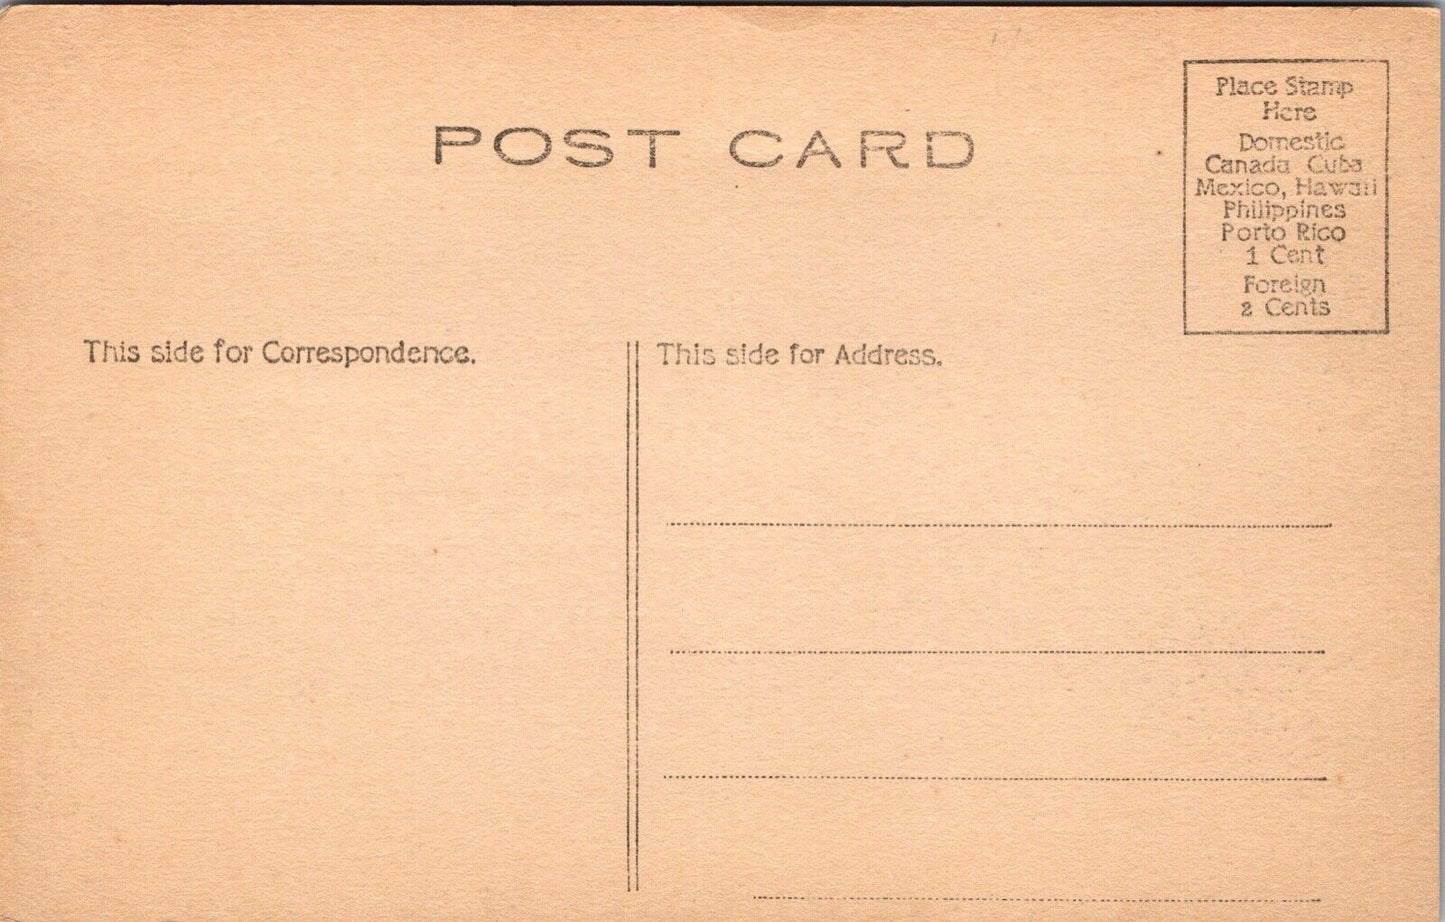 POST CARD
Place Stamp
Here
Domestic
Canada Cuba
Mexico, Hawaii
Philippines
Porto Rico
1 Cent
Foreign
2 Cents
This side for Correspondence.
This side for Address.